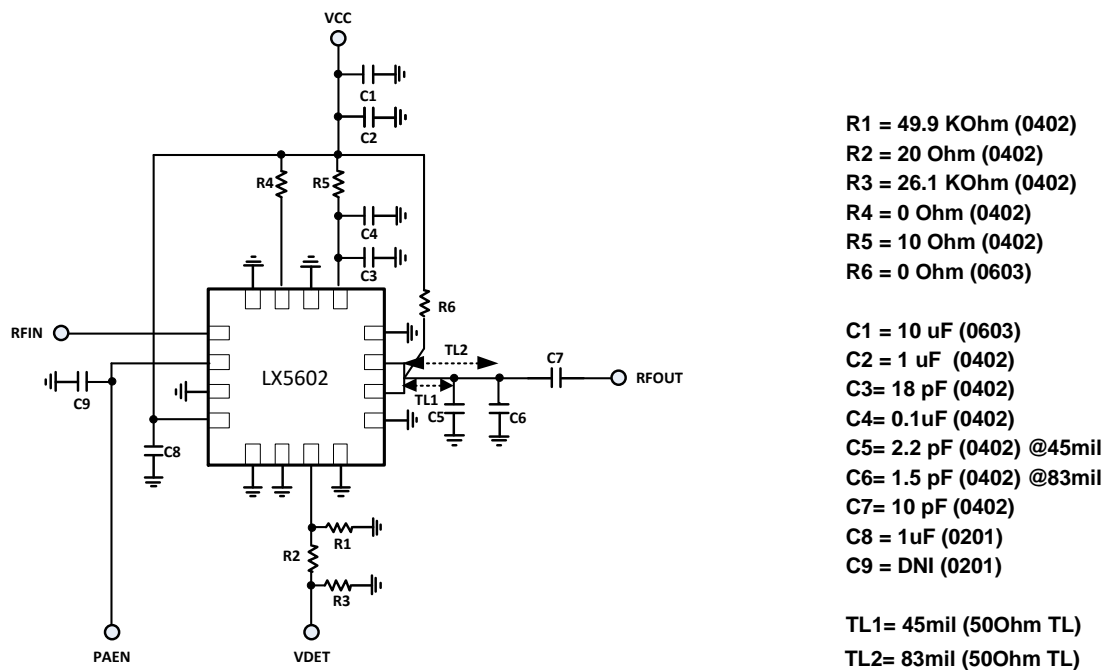 VCC
C1
C2
R4
R5
C4
C3
R6
RFIN
TL2
C7
LX5602
RFOUT
TL1
C5
C6
C9
C8
R1
R2
R3
PAEN
VDET
R1 = 49.9 KOhm (0402)
R2 = 20 Ohm (0402)
R3 = 26.1 KOhm (0402)
R4 = 0 Ohm (0402)
R5 = 10 Ohm (0402)
R6 = 0 Ohm (0603)
C1 = 10 uF (0603)
C2 = 1 uF (0402)
C3= 18 pF (0402)
C4= 0.1uF (0402)
C5= 2.2 pF (0402) @45mil
C6= 1.5 pF (0402) @83mil
C7= 10 pF (0402)
C8 = 1uF (0201)
C9 = DNI (0201)
TL1= 45mil (50Ohm TL)
TL2= 83mil (50Ohm TL)